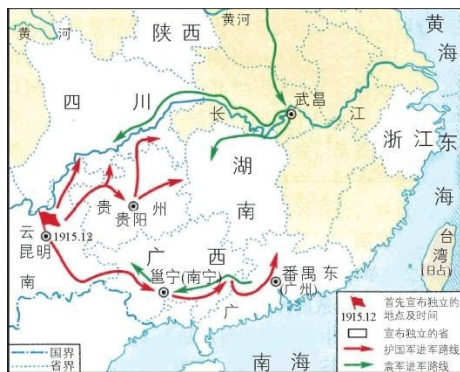 黄河
陕西
黄河
黄海
四川
武昌
长江
浙江
东海
湖南
贵州
贵阳
云南
1915.12
昆明
广西
邕宁(南宁)
番禺
(广州)
广东
台湾
(日占)
南海
国界
省界
首先宣布独立的
1915.12 地点及时间
宣布独立的省
护国军进军路线
袁军进军路线